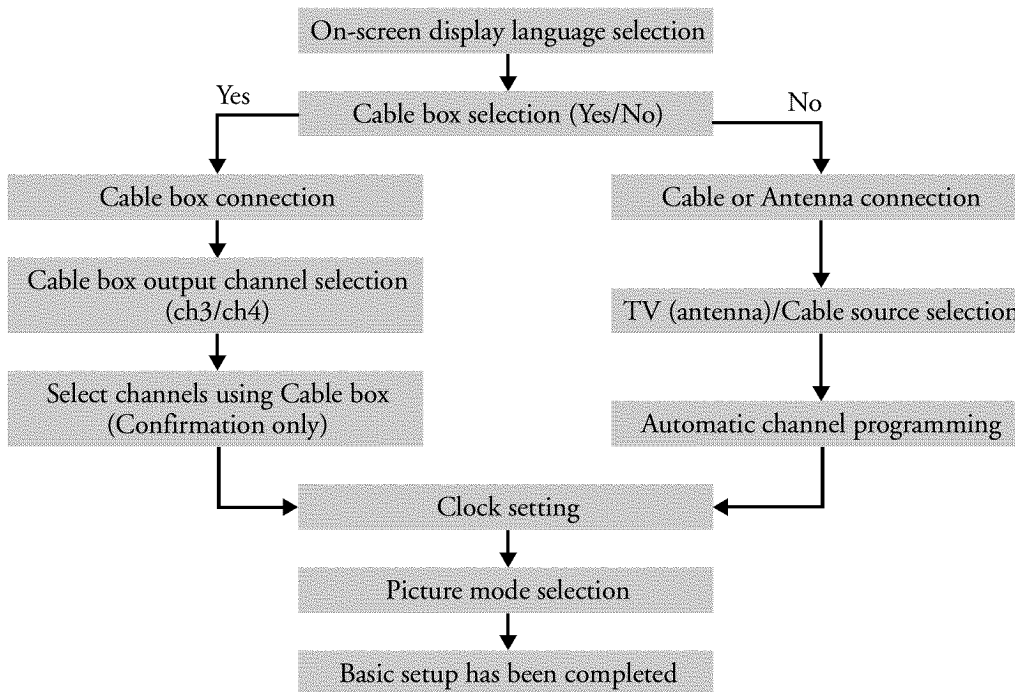 On-screen display language selection
Yes
Cable box selection (Yes/No)
No
Cable box connection
Cable or Antenna connection
Cable box output channel selection
(ch3/ch4)
TV (antenna)/Cable source selection
Select channels using Cable box
(Confirmation only)
Automatic channel programming
Clock setting
Picture mode selection
Basic setup has been completed